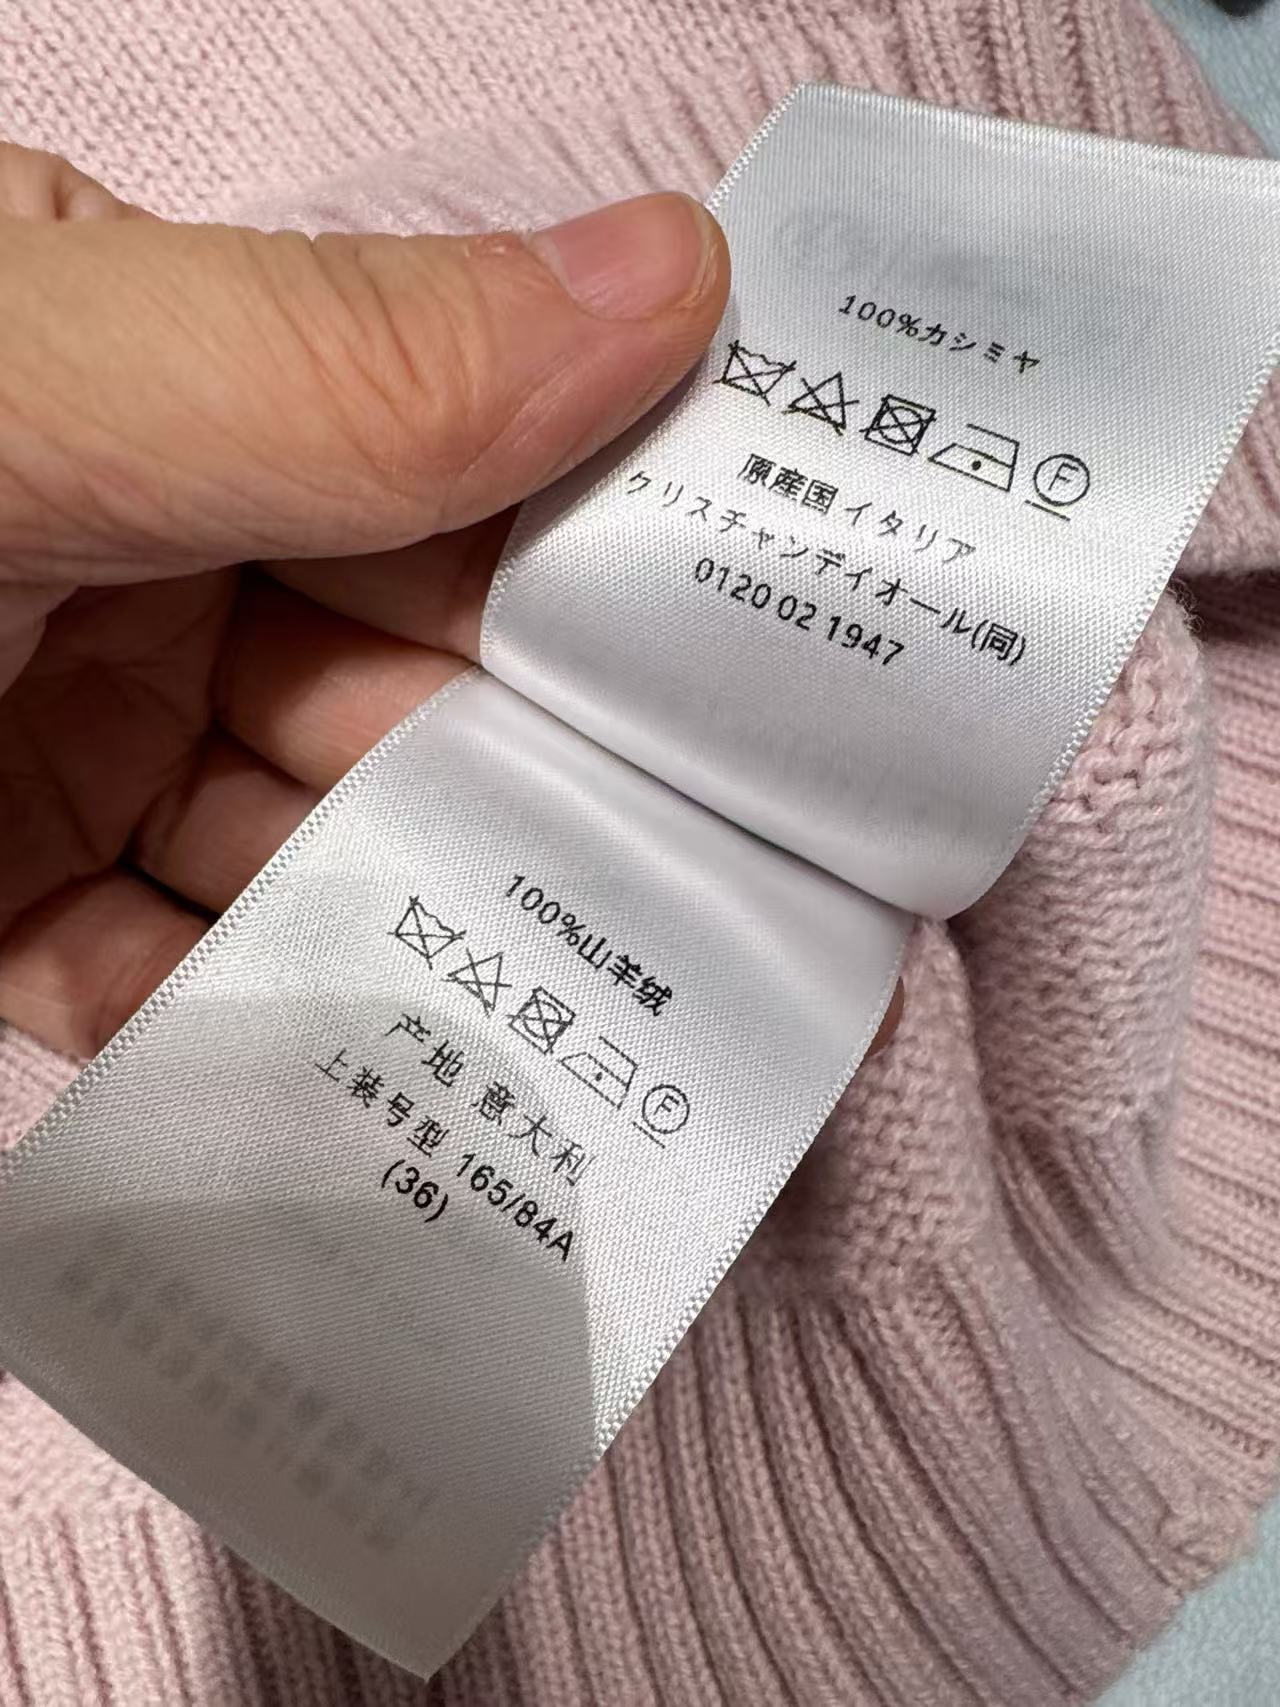 100%カシミヤ
F
原産国イタリア
クリスチャンディオール(同)
0120 02 1947
100%山羊绒
F
产地 意大利
上装号型 165/84A
(36)